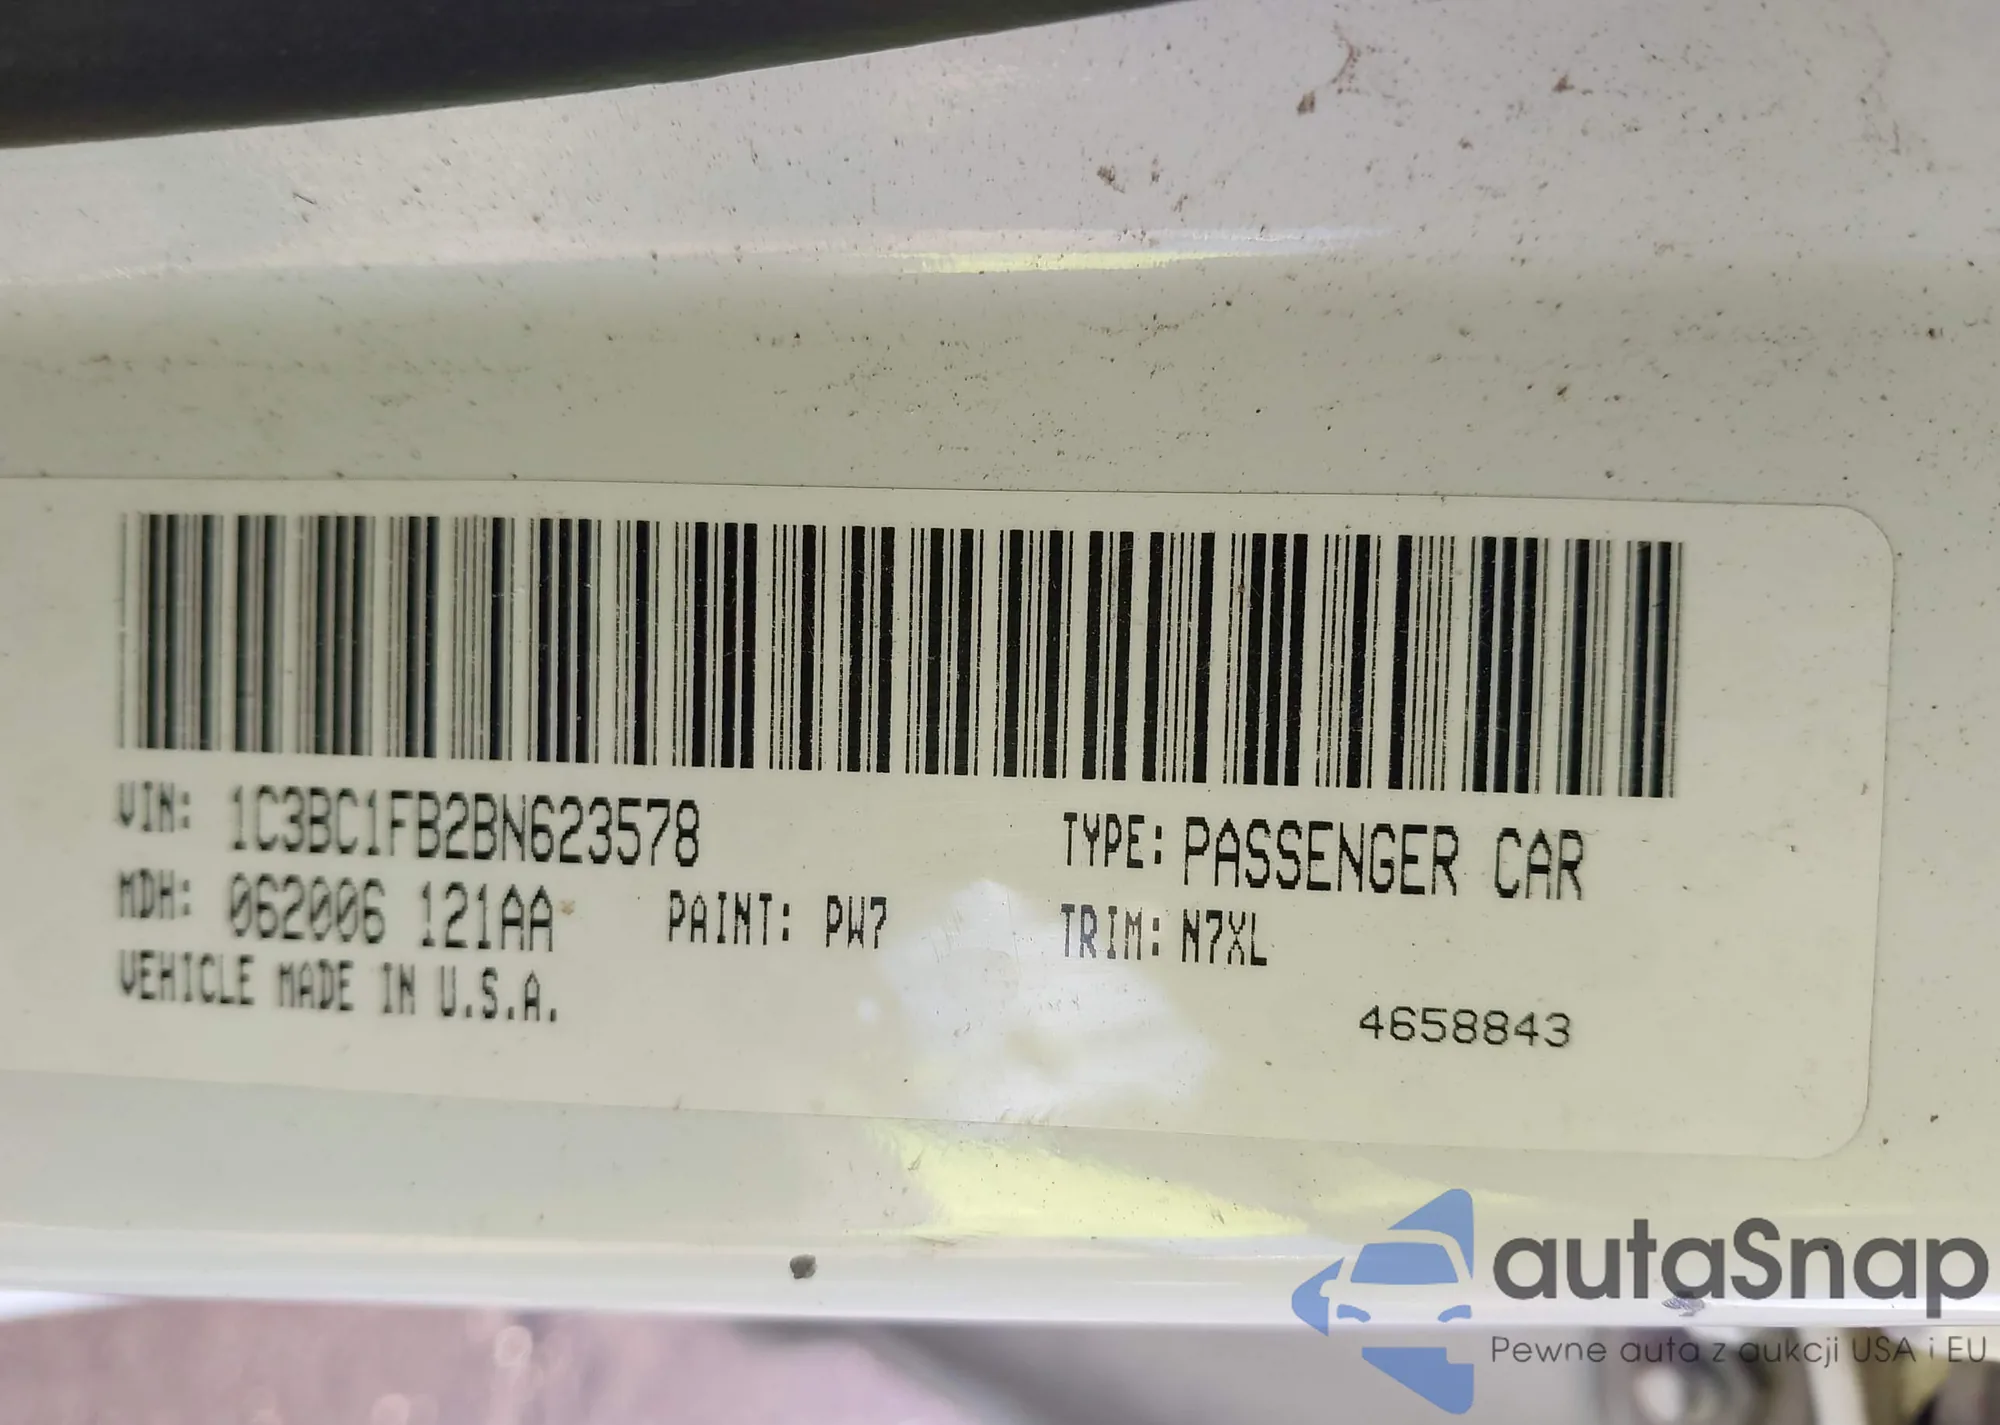 VIN: 1C3BC1FB2BN623578 TYPE: PASSENGER CAR
MDH: 062006 121AA PAINT: PW7 TRIM: N7XL
VEHICLE MADE IN U.S.A.
4658843
autaSnap
Pewne auta z aukcji USA i EU